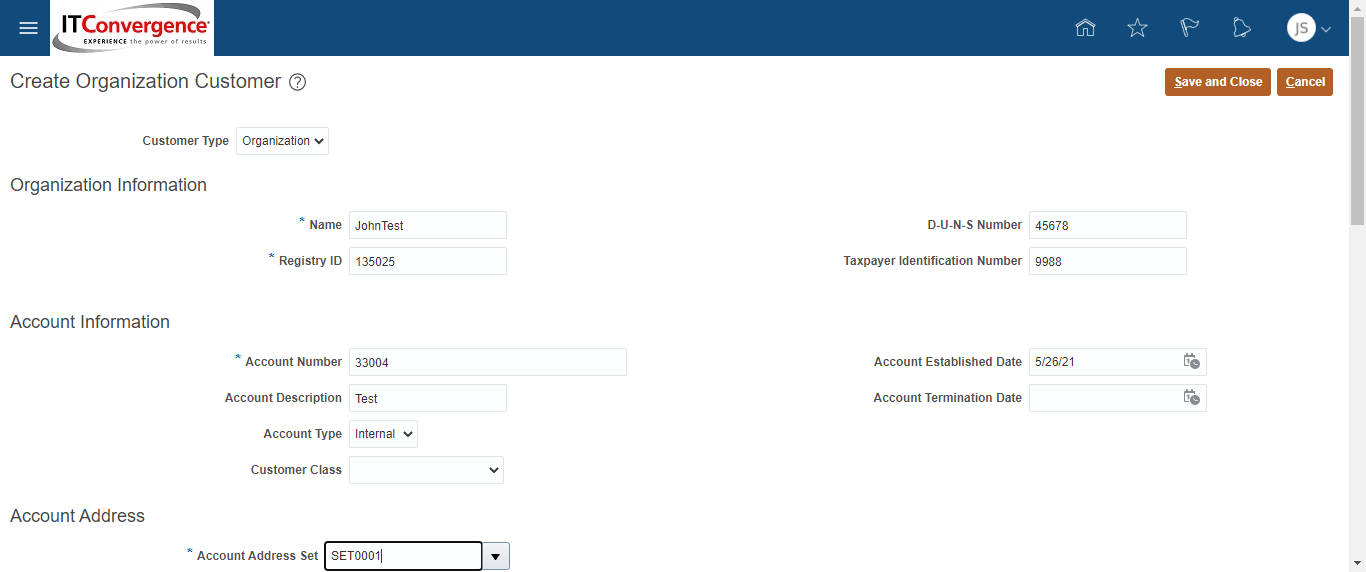 ITConvergence
EXPERIENCE the power of results
JS
Create Organization Customer ?
Save and Close Cancel
Customer Type Organization
Organization Information
* Name JohnTest D-U-N-S Number 45678
* Registry ID 135025 Taxpayer Identification Number 9988
Account Information
* Account Number 33004 Account Established Date 5/26/21
Account Description Test Account Termination Date
Account Type Internal
Customer Class
Account Address
* Account Address Set SET0001